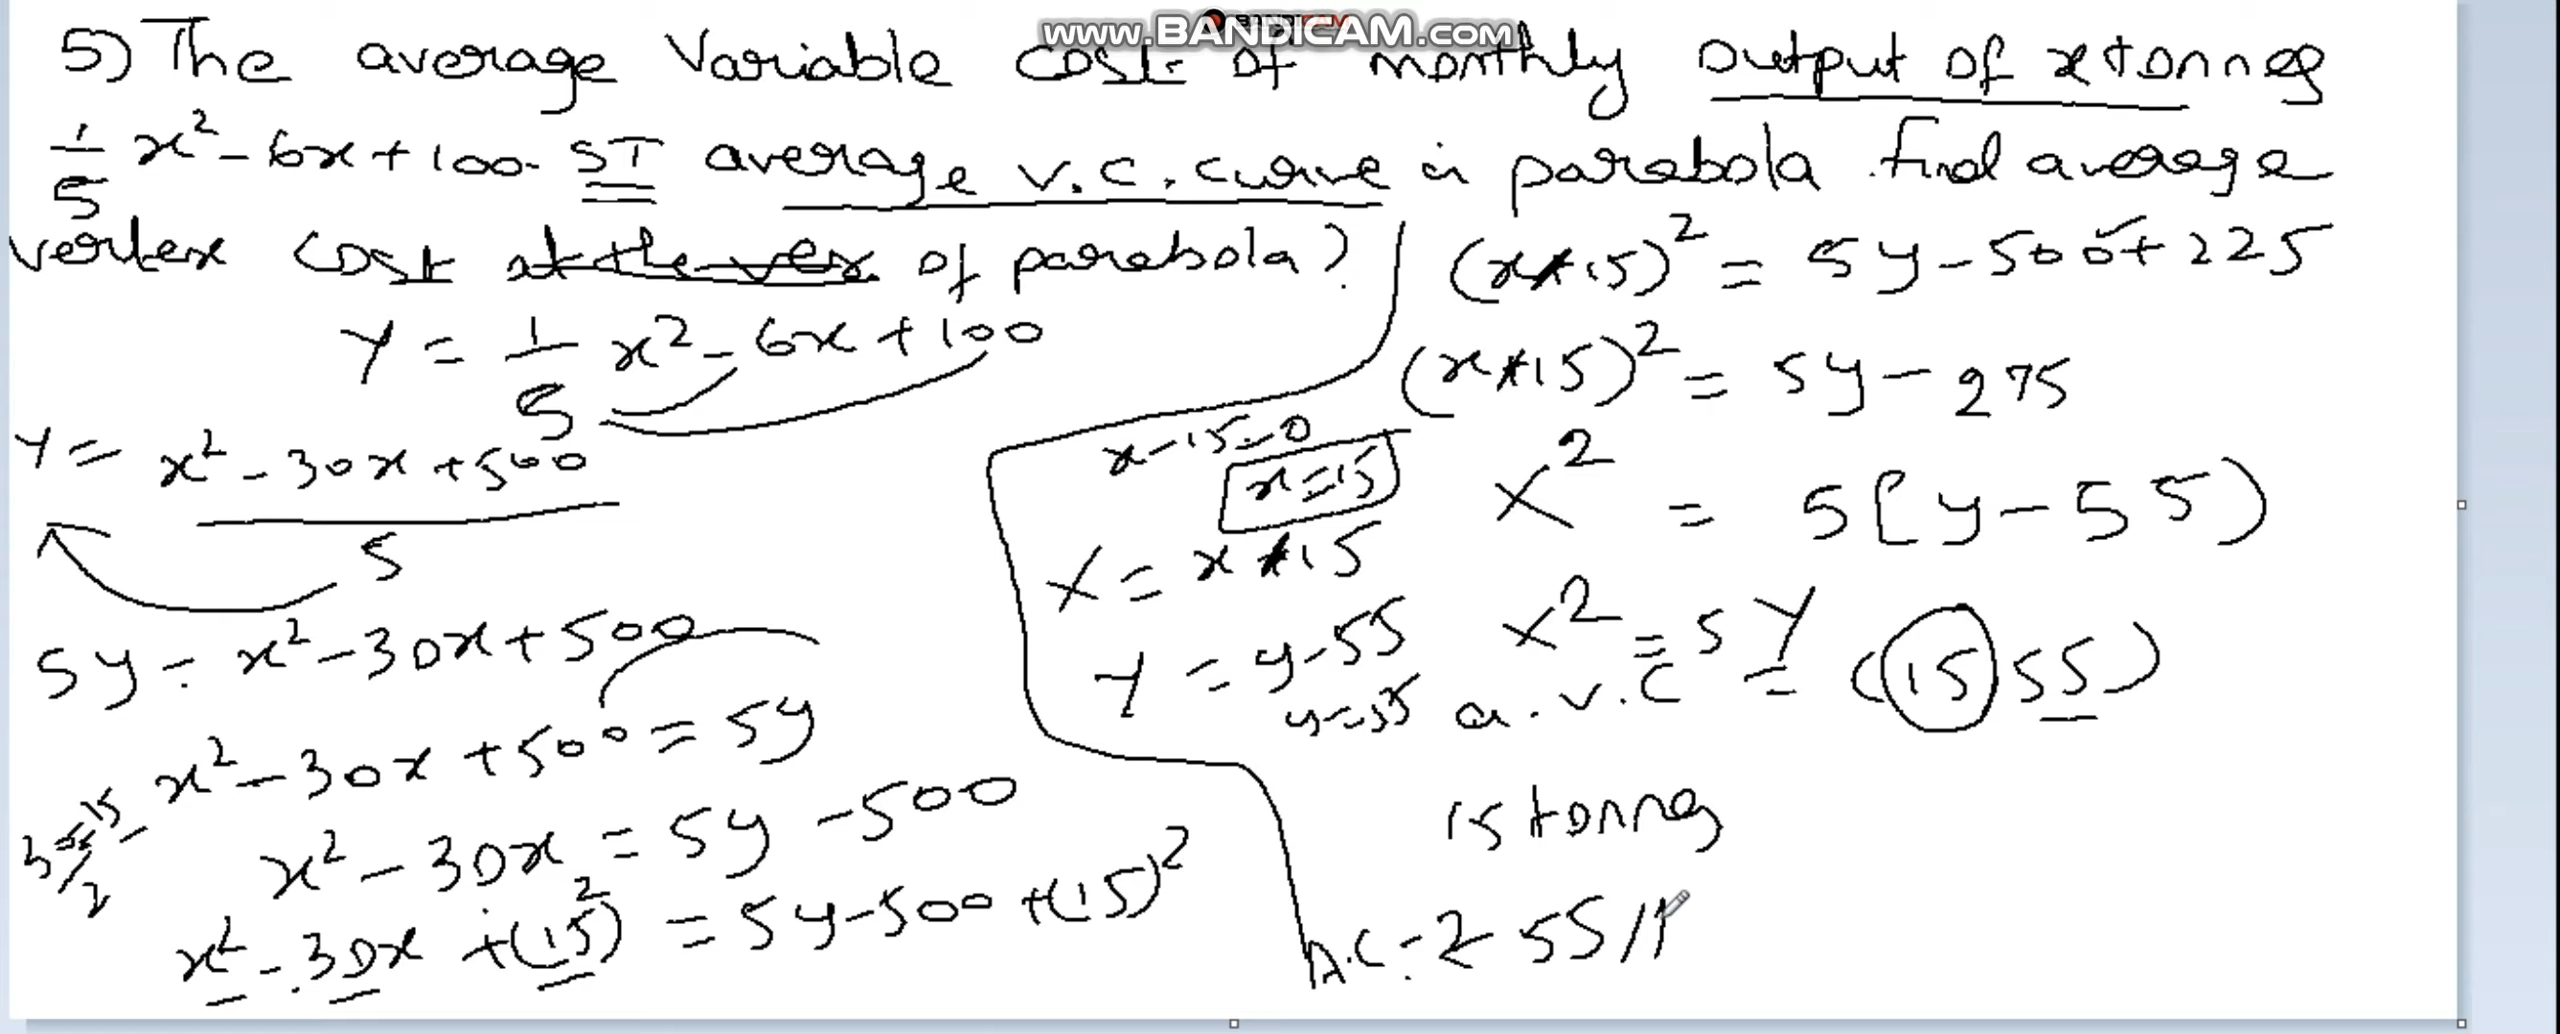 www.BANDICAM.com
5) The average Variable cost of monthly output of x tonnes
1/5 x² - 6x + 100. ST average v.c. curve is parabola. find average
vertex cost at the vex of parabola?
Y = 1/5 x² - 6x + 100
Y = x² - 30x + 500
5
5y = x² - 30x + 500
x² - 30x + 500 = 5y
x² - 30x = 5y - 500
x² - 30x + (15)² = 5y - 500 + (15)²
(x-15)² = 5y - 500 + 225
(x-15)² = 5y - 275
x - 15 = 0
x = 15
X² = 5(y - 55)
X = x - 15
X² = 5Y
Y = y - 55
y = 55
a.v.c = (15 55)
15 tonnes
A.C. = 2 55/